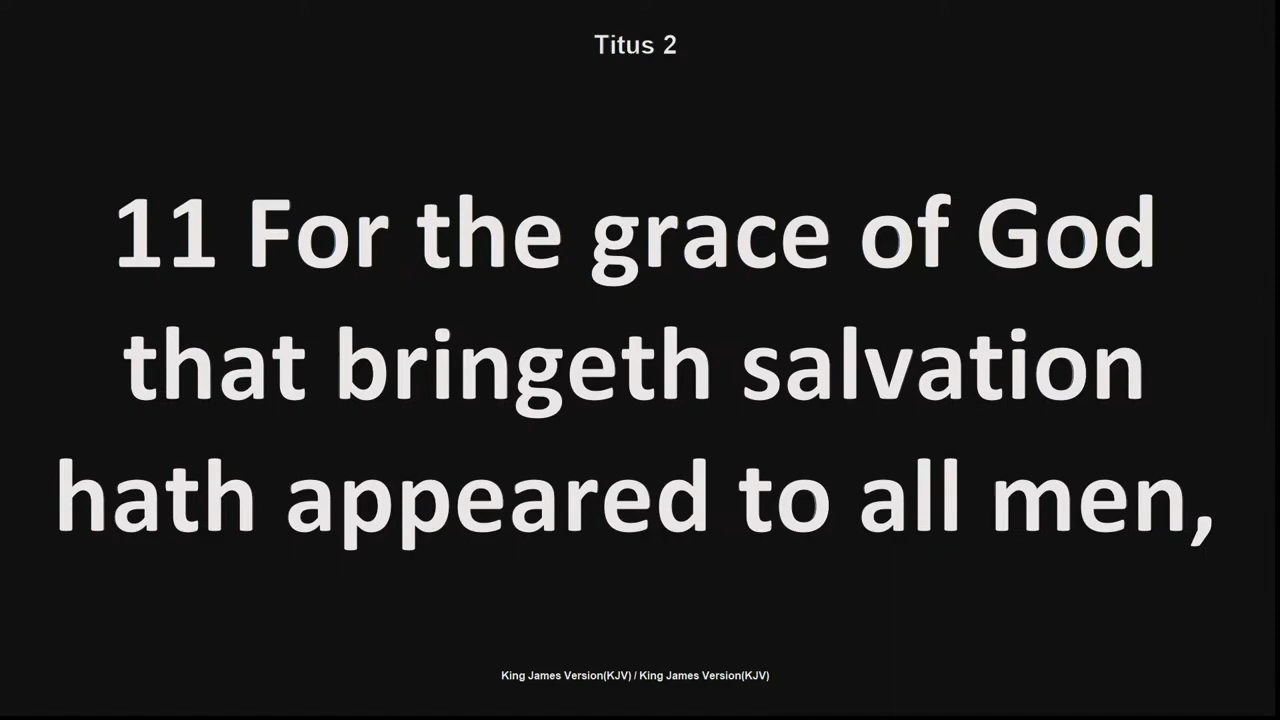 Titus 2
11 For the grace of God
that bringeth salvation
hath appeared to all men,
King James Version(KJV) / King James Version(KJV)